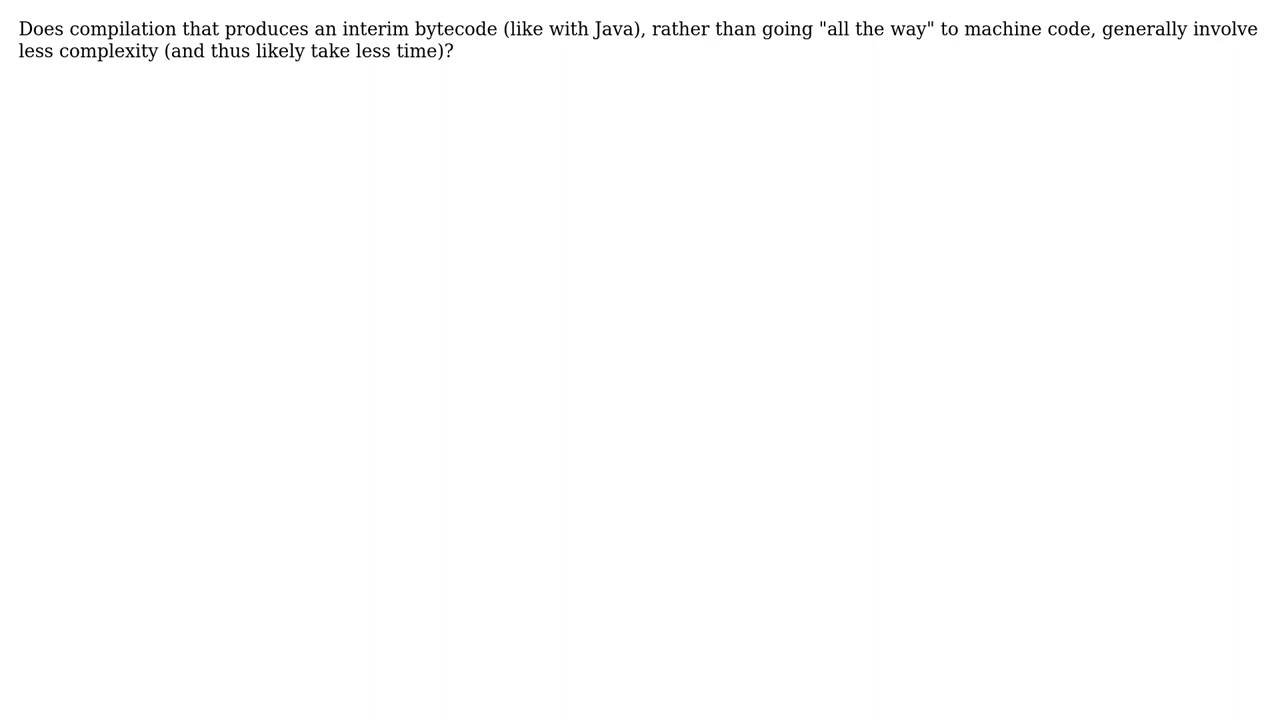 Does compilation that produces an interim bytecode (like with Java), rather than going "all the way" to machine code, generally involve
less complexity (and thus likely take less time)?